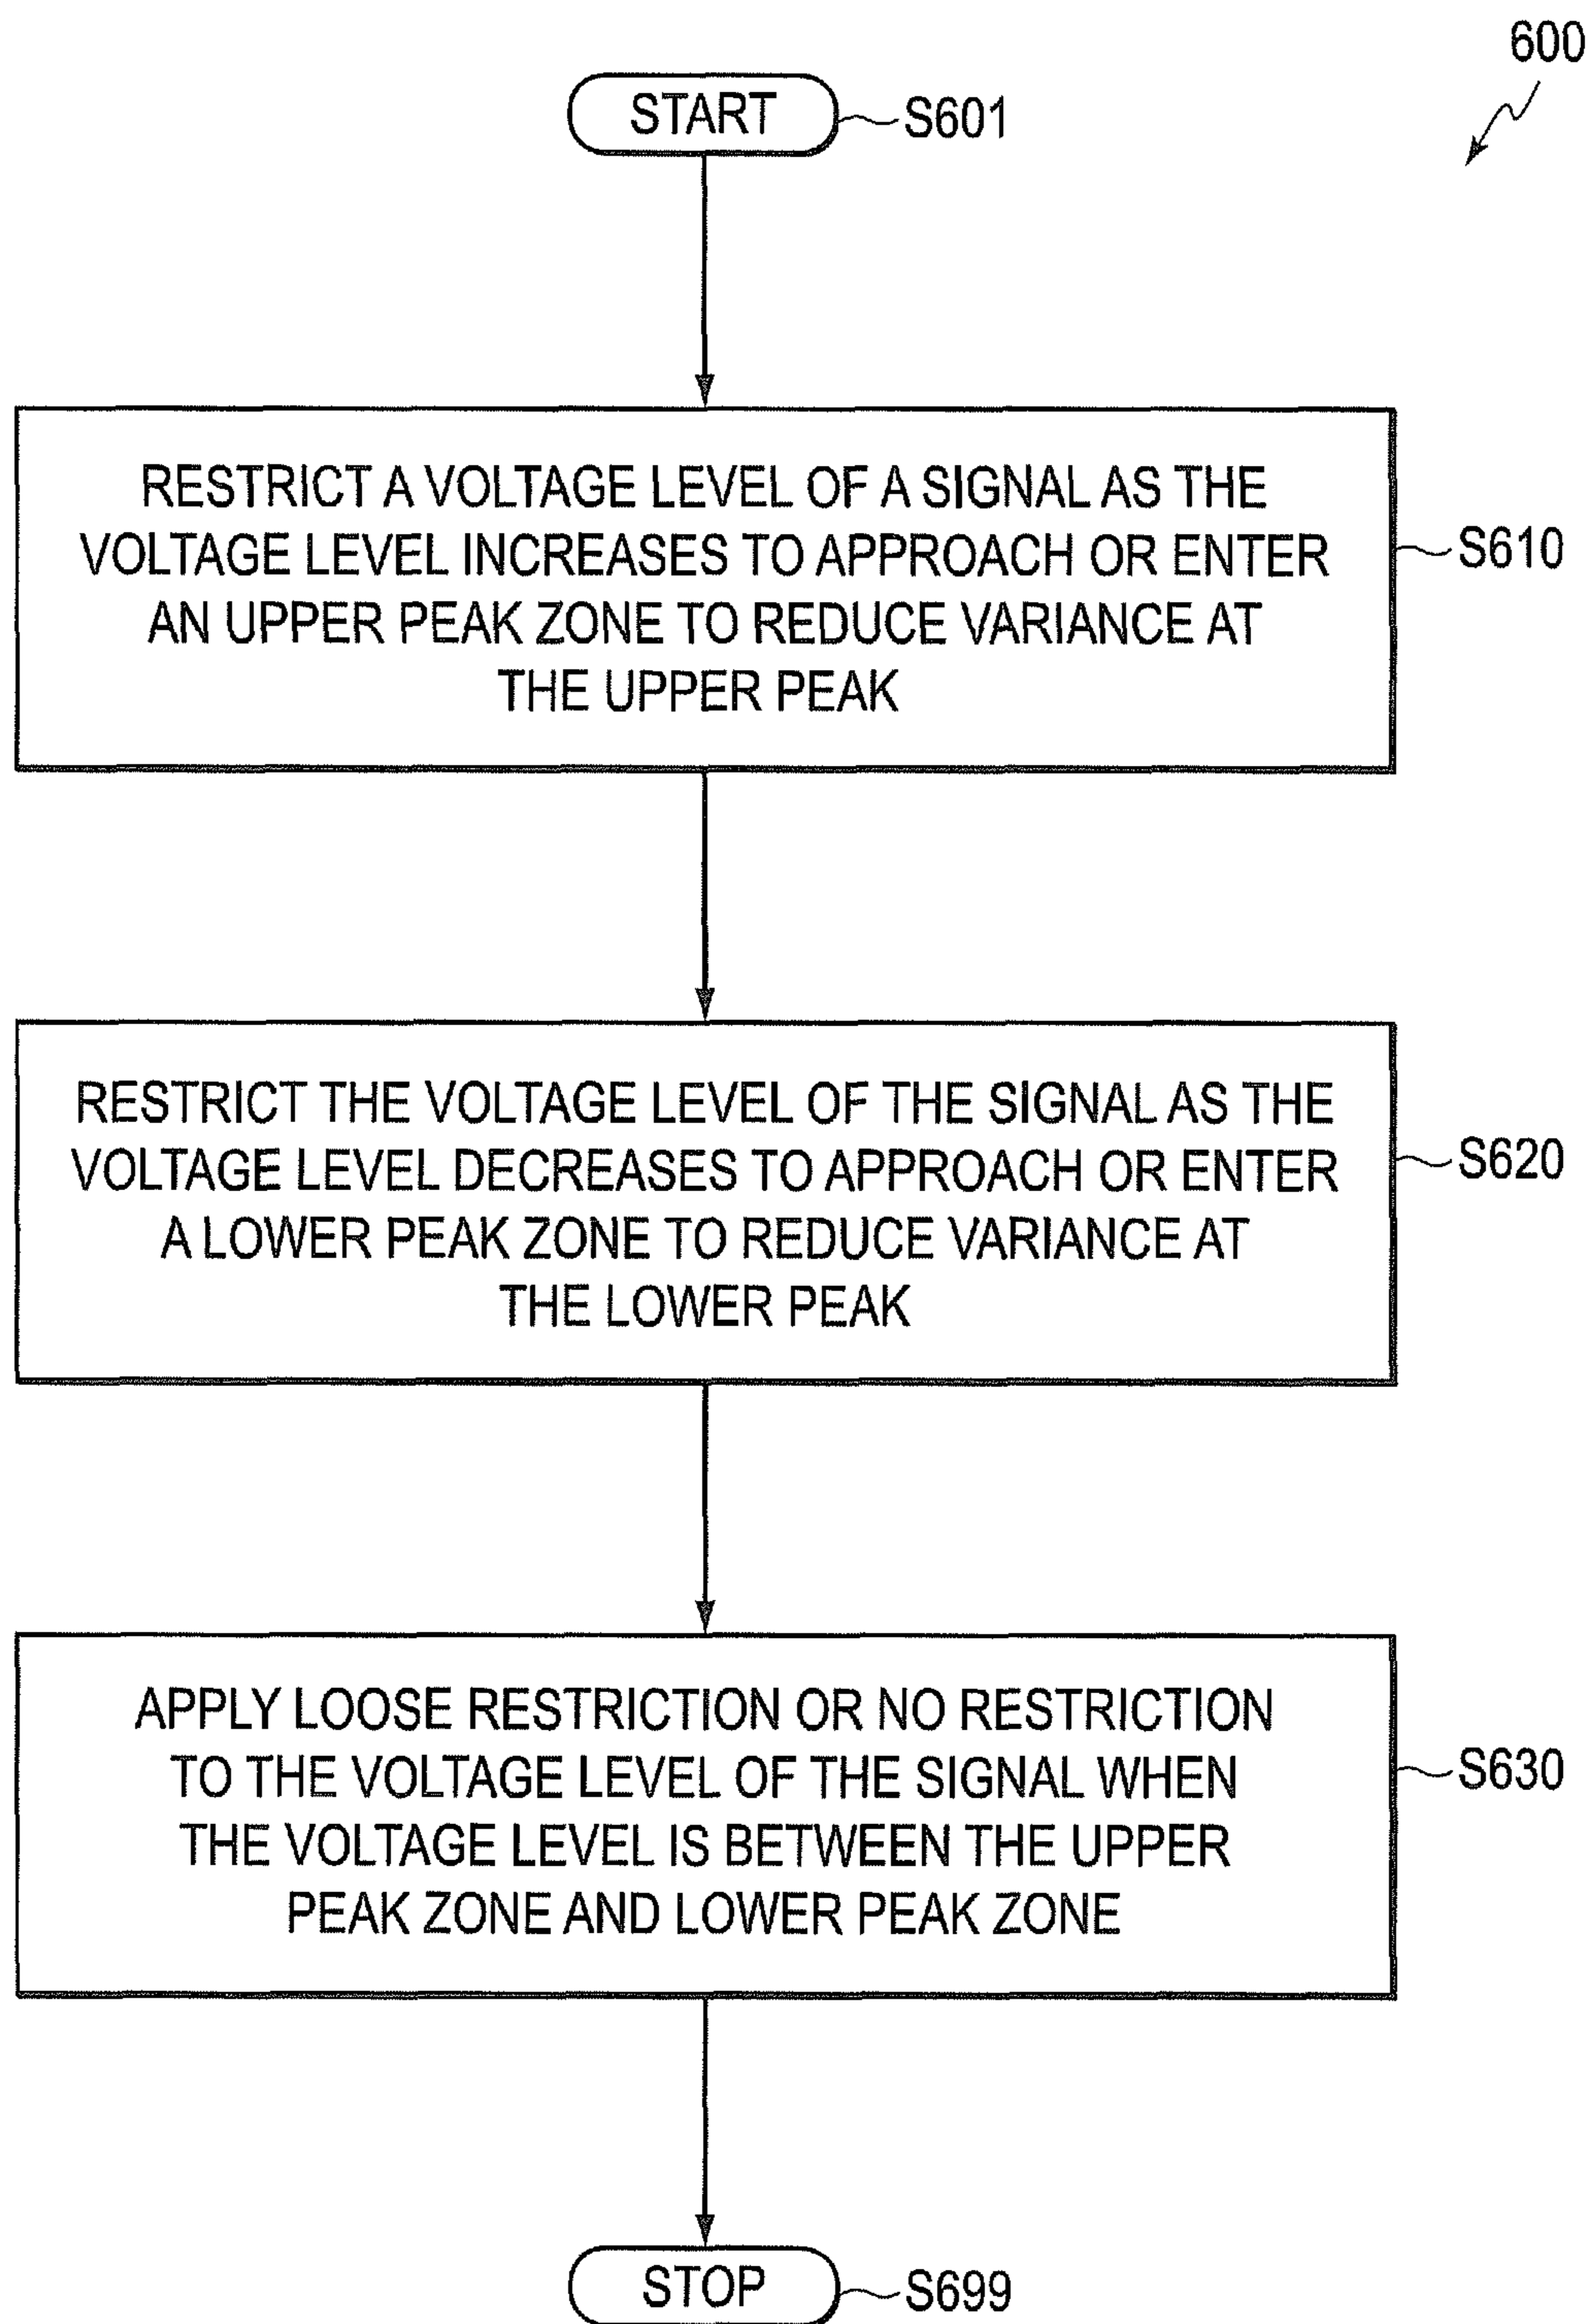 600
START
S601
RESTRICT A VOLTAGE LEVEL OF A SIGNAL AS THE
VOLTAGE LEVEL INCREASES TO APPROACH OR ENTER
AN UPPER PEAK ZONE TO REDUCE VARIANCE AT
THE UPPER PEAK
S610
RESTRICT THE VOLTAGE LEVEL OF THE SIGNAL AS THE
VOLTAGE LEVEL DECREASES TO APPROACH OR ENTER
A LOWER PEAK ZONE TO REDUCE VARIANCE AT
THE LOWER PEAK
S620
APPLY LOOSE RESTRICTION OR NO RESTRICTION
TO THE VOLTAGE LEVEL OF THE SIGNAL WHEN
THE VOLTAGE LEVEL IS BETWEEN THE UPPER
PEAK ZONE AND LOWER PEAK ZONE
S630
STOP
S699